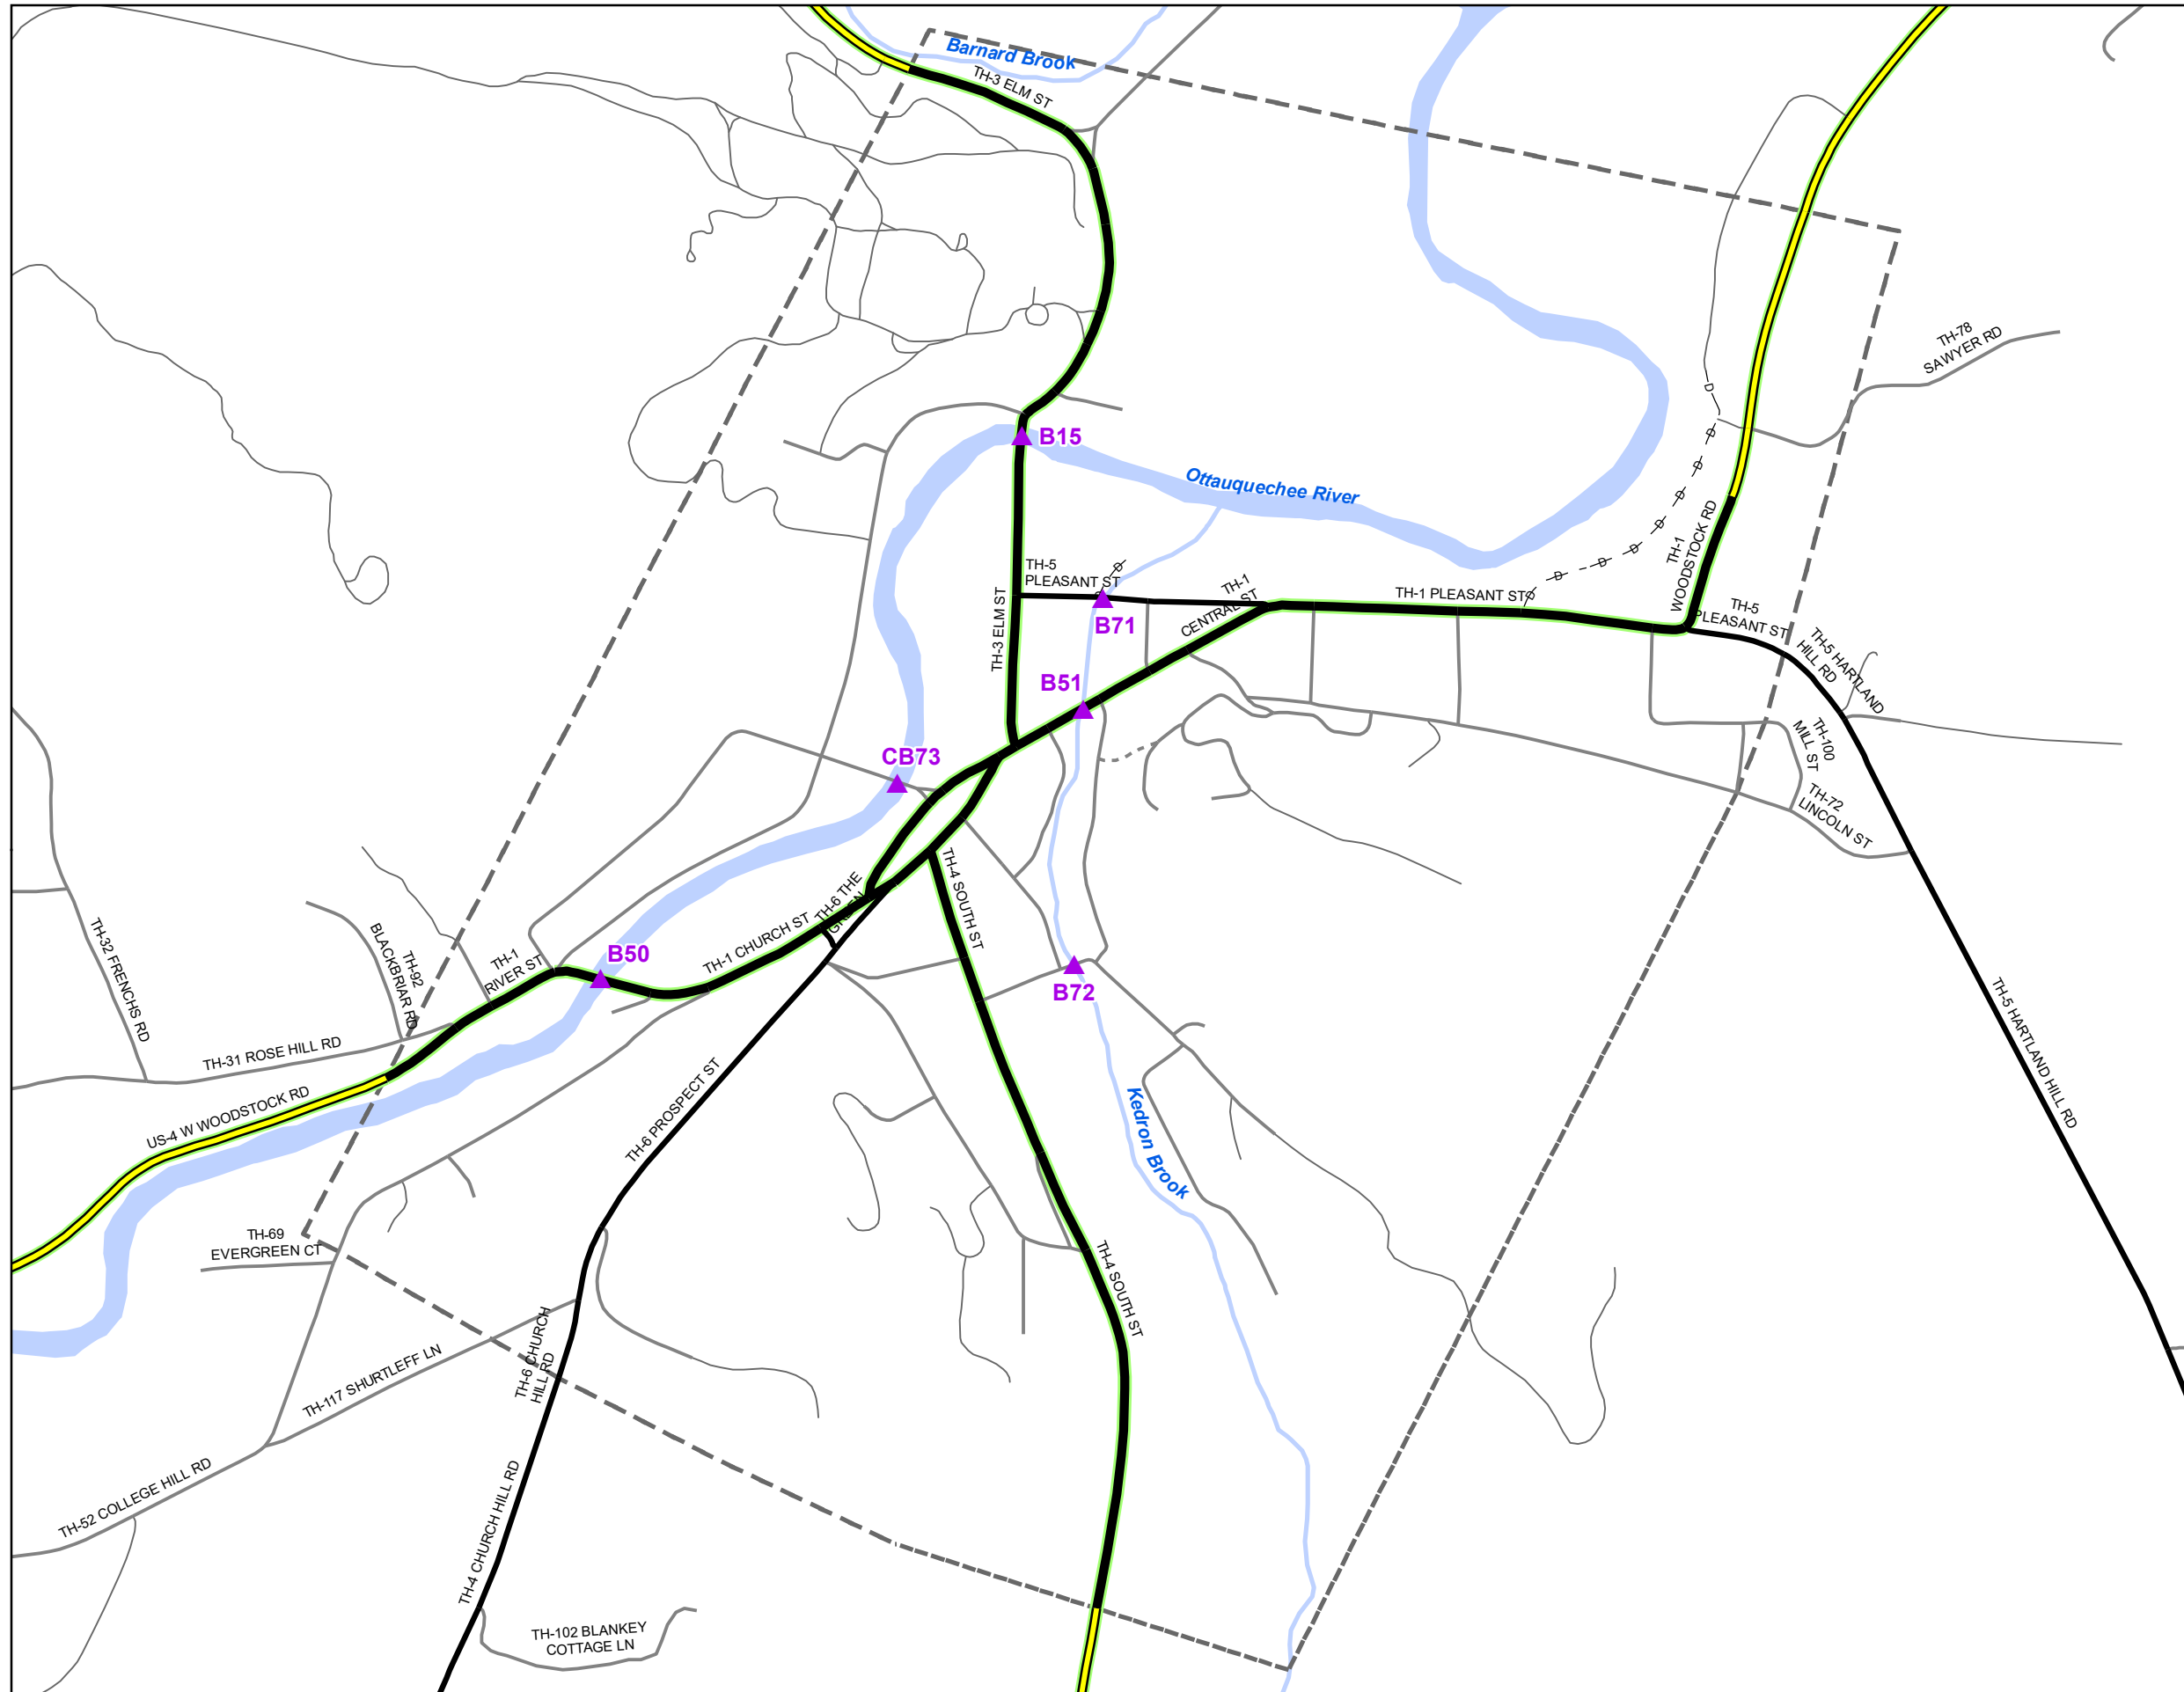 Barnard Brook
TH-3 ELM ST
TH-78
SAWYER RD
B15
Ottauquechee River
TH-1
WOODSTOCK RD
D
D
D
D
D
D
D
D
D
TH-5
PLEASANT ST
D
TH-1
CENTRAL ST
TH-1 PLEASANT ST
D
TH-5
PLEASANT ST
B71
TH-3 ELM ST
TH-5 HARTLAND
HILL RD
B51
CB73
TH-100
MILL ST
TH-72
LINCOLN ST
TH-4 SOUTH ST
TH-6 THE
GREEN
TH-1 CHURCH ST
TH-32 FRENCHS RD
TH-92
BLACKBRIAR RD
TH-1
RIVER ST
B50
B72
TH-31 ROSE HILL RD
US-4 W WOODSTOCK RD
TH-6 PROSPECT ST
Kedron Brook
TH-5 HARTLAND HILL RD
TH-69
EVERGREEN CT
TH-4 SOUTH ST
TH-6 CHURCH
HILL RD
TH-117 SHURTLEFF LN
TH-52 COLLEGE HILL RD
TH-4 CHURCH HILL RD
TH-102 BLANKEY
COTTAGE LN